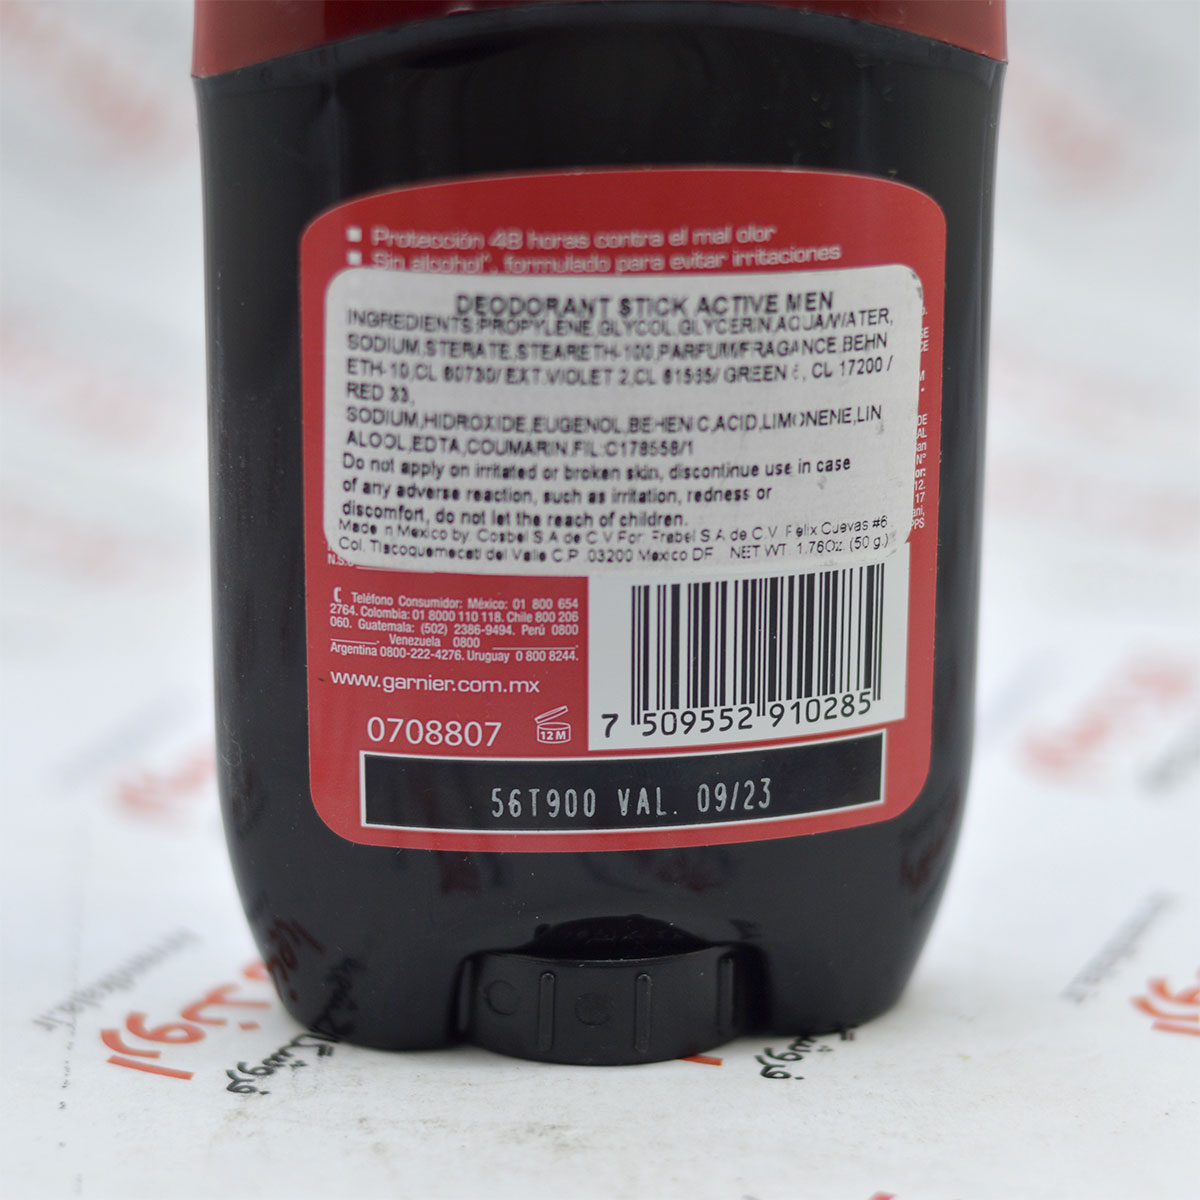 Protección 48 horas contra el mal olor
Sin alcohol*, formulado para evitar irritaciones
DEODORANT STICK ACTIVE MEN
INGREDIENTS:PROPYLENE,GLYCOL,GLYCERIN,AQUA/WATER,
SODIUM,STERATE,STEARETH-100,PARFUM/FRAGANCE,BEHN
ETH-10,CL 60730/ EXT.VIOLET 2,CL 61565/ GREEN 6, CL 17200 /
RED 33,
SODIUM,HIDROXIDE,EUGENOL,BEHENIC,ACID,LIMONENE,LIN
ALOOL,EDTA,COUMARIN.FIL:C178558/1
Do not apply on irritated or broken skin, discontinue use in case
of any adverse reaction, such as irritation, redness or
discomfort, do not let the reach of children.
Made in Mexico by: Cosbel S.A de C.V For: Frabel S.A de C.V. Felix Cuevas #6
Col. Tlacoquemecatl del Valle C.P .03200 Mexico DF. NET WT. 1.76Oz. (50 g.)
Teléfono Consumidor: México: 01 800 654
2764. Colombia: 01 8000 110 118. Chile 800 206
060. Guatemala: (502) 2386-9494. Perú 0800
Venezuela 0800
Argentina 0800-222-4276. Uruguay 0 800 8244.
www.garnier.com.mx
0708807
12 M
7 509552 910285
56T900 VAL. 09/23